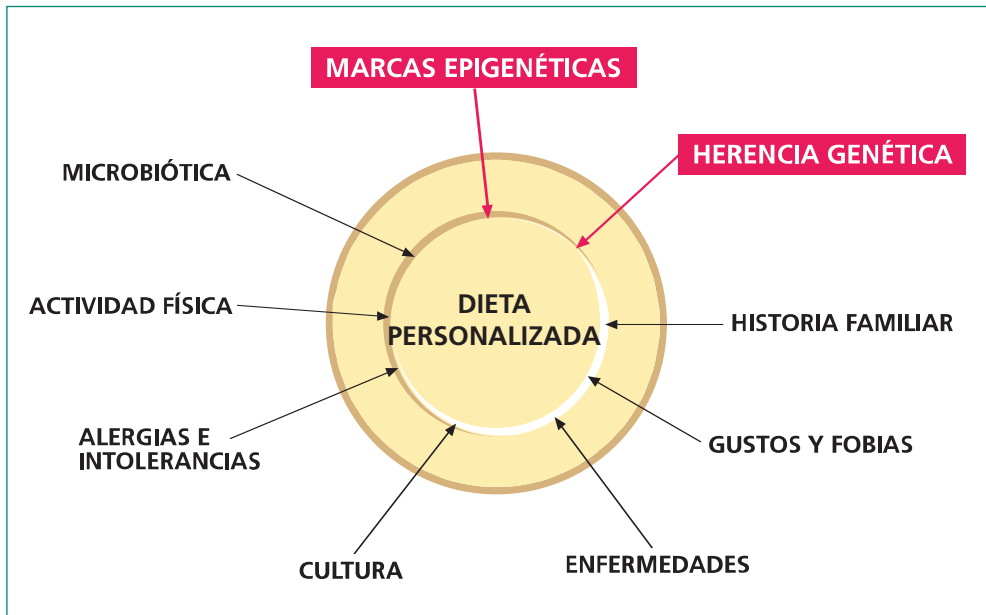 MARCAS EPIGENÉTICAS
HERENCIA GENÉTICA
MICROBIÓTICA
ACTIVIDAD FÍSICA
DIETA
PERSONALIZADA
HISTORIA FAMILIAR
ALERGIAS E
INTOLERANCIAS
GUSTOS Y FOBIAS
CULTURA
ENFERMEDADES